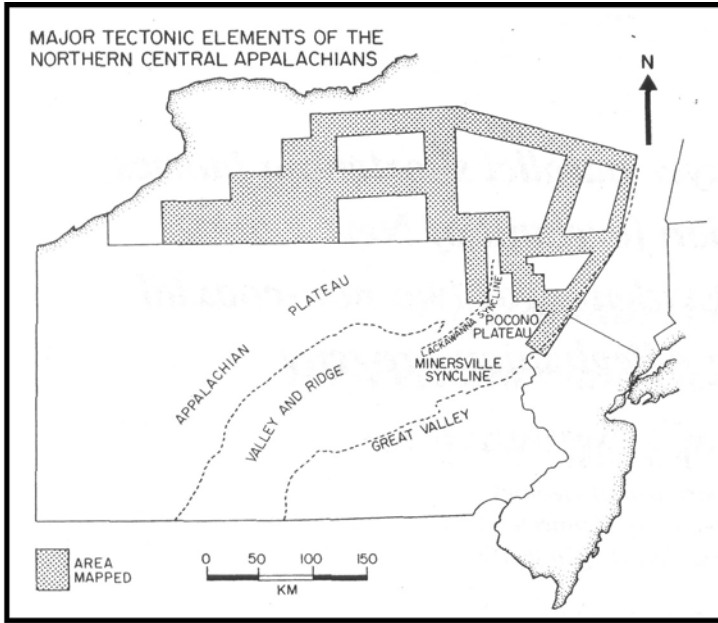 MAJOR TECTONIC ELEMENTS OF THE
NORTHERN CENTRAL APPALACHIANS
N
APPALACHIAN
PLATEAU
LACKAWANNA SYNCLINE
POCONO
PLATEAU
MINERSVILLE
SYNCLINE
VALLEY AND RIDGE
GREAT VALLEY
AREA
MAPPED
0 50 100 150
KM